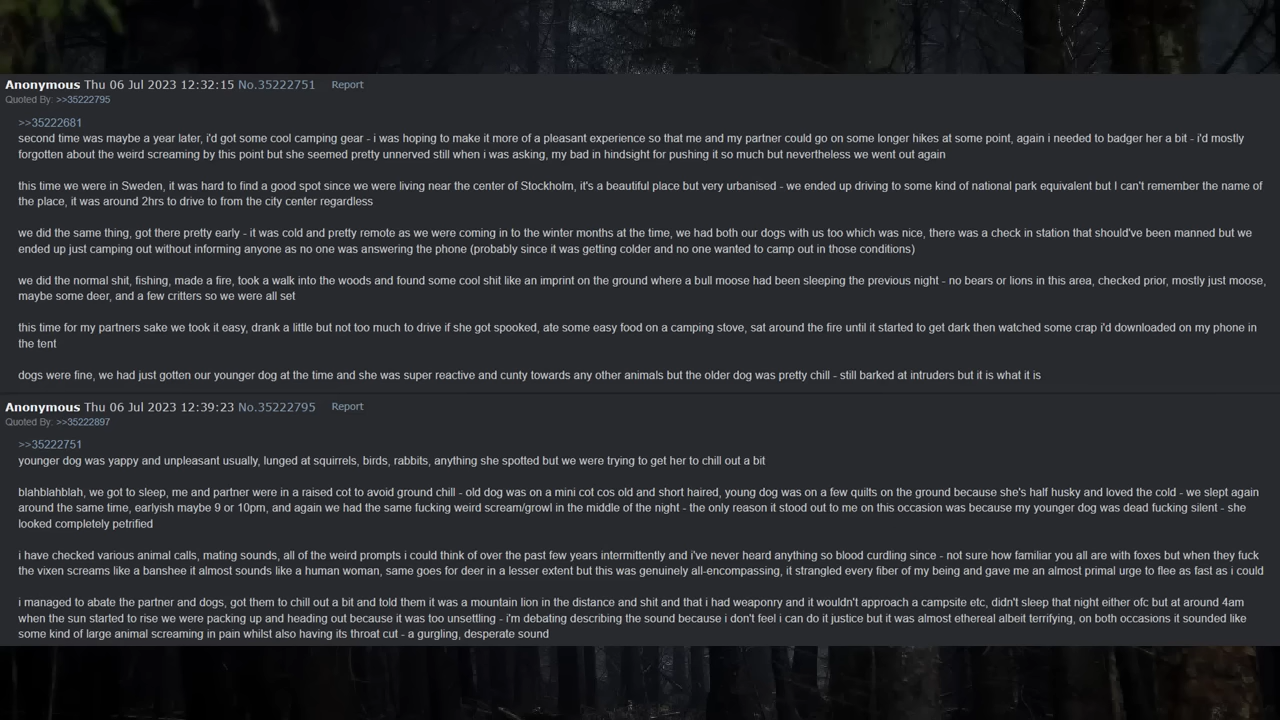 Anonymous Thu 06 Jul 2023 12:32:15 No.35222751 Report
Quoted By: >>35222795
>>35222681
second time was maybe a year later, i'd got some cool camping gear - i was hoping to make it more of a pleasant experience so that me and my partner could go on some longer hikes at some point, again i needed to badger her a bit - i'd mostly
forgotten about the weird screaming by this point but she seemed pretty unnerved still when i was asking, my bad in hindsight for pushing it so much but nevertheless we went out again
this time we were in Sweden, it was hard to find a good spot since we were living near the center of Stockholm, it's a beautiful place but very urbanised - we ended up driving to some kind of national park equivalent but I can't remember the name of
the place, it was around 2hrs to drive to from the city center regardless
we did the same thing, got there pretty early - it was cold and pretty remote as we were coming in to the winter months at the time, we had both our dogs with us too which was nice, there was a check in station that should've been manned but we
ended up just camping out without informing anyone as no one was answering the phone (probably since it was getting colder and no one wanted to camp out in those conditions)
we did the normal shit, fishing, made a fire, took a walk into the woods and found some cool shit like an imprint on the ground where a bull moose had been sleeping the previous night - no bears or lions in this area, checked prior, mostly just moose,
maybe some deer, and a few critters so we were all set
this time for my partners sake we took it easy, drank a little but not too much to drive if she got spooked, ate some easy food on a camping stove, sat around the fire until it started to get dark then watched some crap i'd downloaded on my phone in
the tent
dogs were fine, we had just gotten our younger dog at the time and she was super reactive and cunty towards any other animals but the older dog was pretty chill - still barked at intruders but it is what it is
Anonymous Thu 06 Jul 2023 12:39:23 No.35222795 Report
Quoted By: >>35222897
>>35222751
younger dog was yappy and unpleasant usually, lunged at squirrels, birds, rabbits, anything she spotted but we were trying to get her to chill out a bit
blahblahblah, we got to sleep, me and partner were in a raised cot to avoid ground chill - old dog was on a mini cot cos old and short haired, young dog was on a few quilts on the ground because she's half husky and loved the cold - we slept again
around the same time, earlyish maybe 9 or 10pm, and again we had the same fucking weird scream/growl in the middle of the night - the only reason it stood out to me on this occasion was because my younger dog was dead fucking silent - she
looked completely petrified
i have checked various animal calls, mating sounds, all of the weird prompts i could think of over the past few years intermittently and i've never heard anything so blood curdling since - not sure how familiar you all are with foxes but when they fuck
the vixen screams like a banshee it almost sounds like a human woman, same goes for deer in a lesser extent but this was genuinely all-encompassing, it strangled every fiber of my being and gave me an almost primal urge to flee as fast as i could
i managed to abate the partner and dogs, got them to chill out a bit and told them it was a mountain lion in the distance and shit and that i had weaponry and it wouldn't approach a campsite etc, didn't sleep that night either ofc but at around 4am
when the sun started to rise we were packing up and heading out because it was too unsettling - i'm debating describing the sound because i don't feel i can do it justice but it was almost ethereal albeit terrifying, on both occasions it sounded like
some kind of large animal screaming in pain whilst also having its throat cut - a gurgling, desperate sound